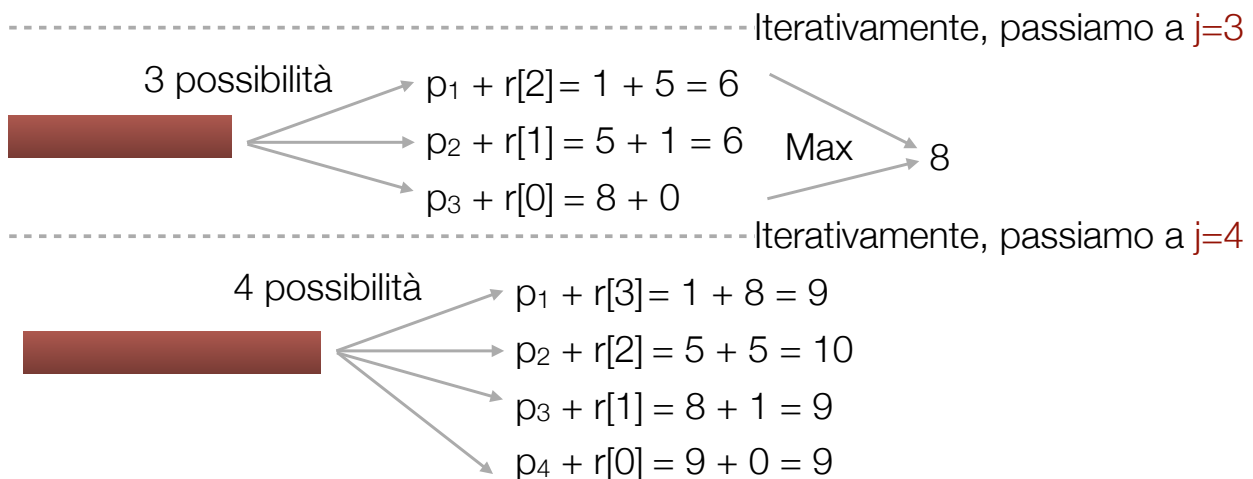 Iterativamente, passiamo a j=3
3 possibilità
p₁ + r[2] = 1 + 5 = 6
p₂ + r[1] = 5 + 1 = 6
Max
8
p₃ + r[0] = 8 + 0
Iterativamente, passiamo a j=4
4 possibilità
p₁ + r[3] = 1 + 8 = 9
p₂ + r[2] = 5 + 5 = 10
p₃ + r[1] = 8 + 1 = 9
p₄ + r[0] = 9 + 0 = 9